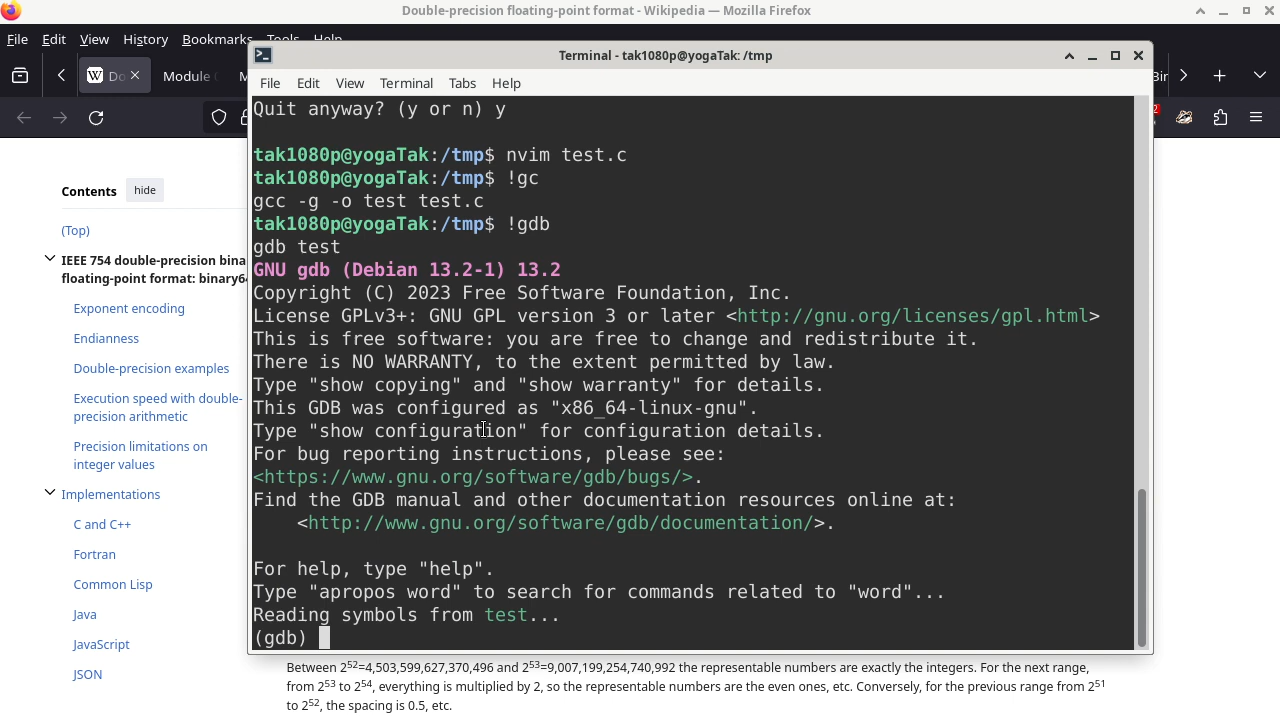 Double-precision floating-point format - Wikipedia — Mozilla Firefox
File Edit View History Bookmarks Tools Help
Terminal - tak1080p@yogaTak: /tmp
Do
Module
File Edit View Terminal Tabs Help
Quit anyway? (y or n) y
tak1080p@yogaTak:/tmp$ nvim test.c
tak1080p@yogaTak:/tmp$ !gc
gcc -g -o test test.c
tak1080p@yogaTak:/tmp$ !gdb
gdb test
GNU gdb (Debian 13.2-1) 13.2
Copyright (C) 2023 Free Software Foundation, Inc.
License GPLv3+: GNU GPL version 3 or later <http://gnu.org/licenses/gpl.html>
This is free software: you are free to change and redistribute it.
There is NO WARRANTY, to the extent permitted by law.
Type "show copying" and "show warranty" for details.
This GDB was configured as "x86_64-linux-gnu".
Type "show configuration" for configuration details.
For bug reporting instructions, please see:
<https://www.gnu.org/software/gdb/bugs/>.
Find the GDB manual and other documentation resources online at:
<http://www.gnu.org/software/gdb/documentation/>.
For help, type "help".
Type "apropos word" to search for commands related to "word"...
Reading symbols from test...
(gdb)
Contents hide
(Top)
IEEE 754 double-precision bina
floating-point format: binary64
Exponent encoding
Endianness
Double-precision examples
Execution speed with double-
precision arithmetic
Precision limitations on
integer values
Implementations
C and C++
Fortran
Common Lisp
Java
JavaScript
JSON
Between 2⁵²=4,503,599,627,370,496 and 2⁵³=9,007,199,254,740,992 the representable numbers are exactly the integers. For the next range,
from 2⁵³ to 2⁵⁴, everything is multiplied by 2, so the representable numbers are the even ones, etc. Conversely, for the previous range from 2⁵¹
to 2⁵², the spacing is 0.5, etc.